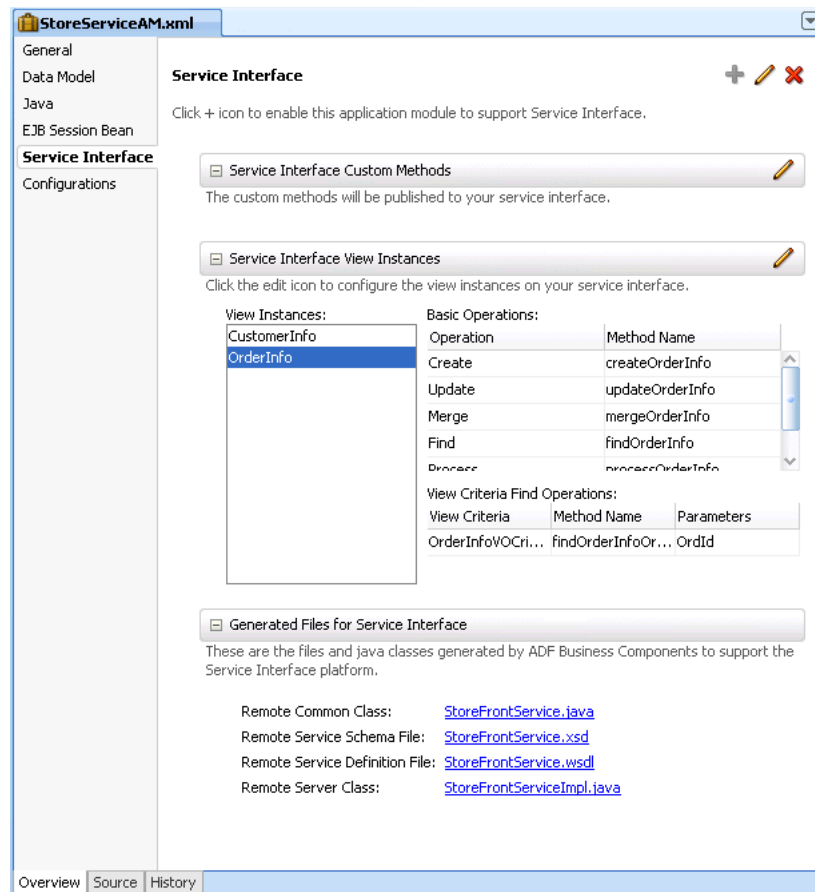 StoreServiceAM.xml
General
Data Model
Java
EJB Session Bean
Service Interface
Configurations
Service Interface
Click + icon to enable this application module to support Service Interface.
Service Interface Custom Methods
The custom methods will be published to your service interface.
Service Interface View Instances
Click the edit icon to configure the view instances on your service interface.
View Instances:
CustomerInfo
OrderInfo
Basic Operations:
Operation Method Name
Create createOrderInfo
Update updateOrderInfo
Merge mergeOrderInfo
Find findOrderInfo
Process processOrderInfo
View Criteria Find Operations:
View Criteria Method Name Parameters
OrderInfoVOCri... findOrderInfoOr... OrdId
Generated Files for Service Interface
These are the files and java classes generated by ADF Business Components to support the
Service Interface platform.
Remote Common Class: StoreFrontService.java
Remote Service Schema File: StoreFrontService.xsd
Remote Service Definition File: StoreFrontService.wsdl
Remote Server Class: StoreFrontServiceImpl.java
Overview Source History